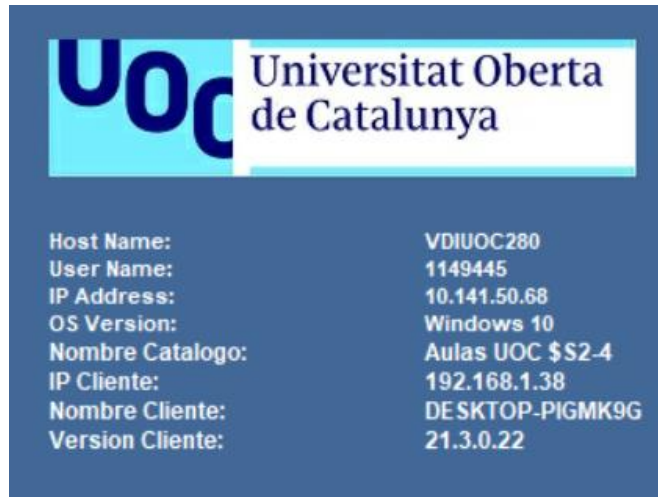 UOC
Universitat Oberta
de Catalunya
Host Name: VDIUOC280
User Name: 1149445
IP Address: 10.141.50.68
OS Version: Windows 10
Nombre Catalogo: Aulas UOC $S2-4
IP Cliente: 192.168.1.38
Nombre Cliente: DESKTOP-PIGMK9G
Version Cliente: 21.3.0.22